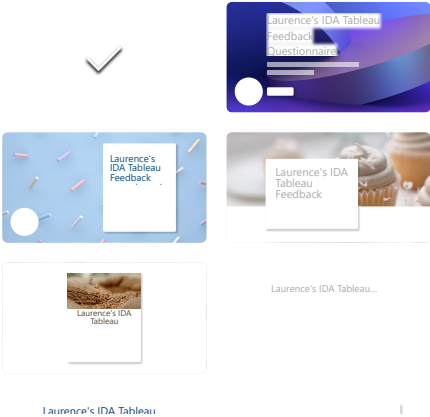 Laurence's IDA Tableau
Feedback
Questionnaire
Laurence's
IDA Tableau
Feedback
Laurence's IDA
Tableau
Feedback
Laurence's IDA
Tableau
Laurence's IDA Tableau...
Laurence's IDA Tableau